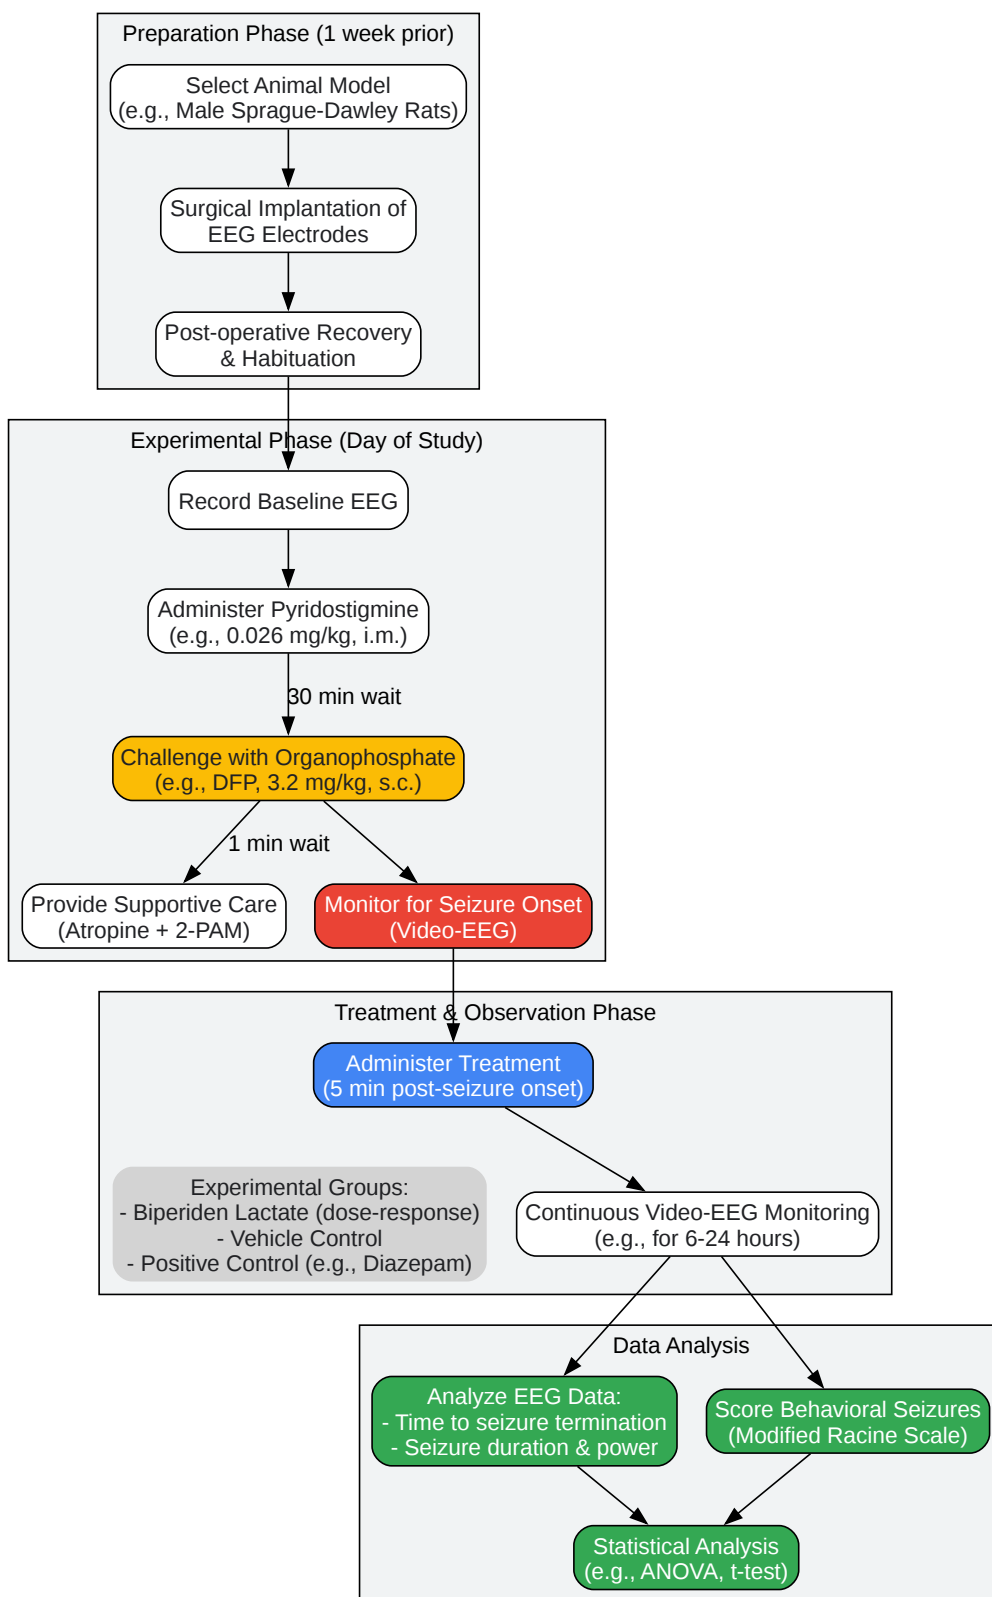 Preparation Phase (1 week prior)
Select Animal Model
(e.g., Male Sprague-Dawley Rats)
Surgical Implantation of
EEG Electrodes
Post-operative Recovery
& Habituation
Experimental Phase (Day of Study)
Record Baseline EEG
Administer Pyridostigmine
(e.g., 0.026 mg/kg, i.m.)
30 min wait
Challenge with Organophosphate
(e.g., DFP, 3.2 mg/kg, s.c.)
1 min wait
Provide Supportive Care
(Atropine + 2-PAM)
Monitor for Seizure Onset
(Video-EEG)
Treatment & Observation Phase
Administer Treatment
(5 min post-seizure onset)
Experimental Groups:
- Biperiden Lactate (dose-response)
- Vehicle Control
- Positive Control (e.g., Diazepam)
Continuous Video-EEG Monitoring
(e.g., for 6-24 hours)
Data Analysis
Analyze EEG Data:
- Time to seizure termination
- Seizure duration & power
Score Behavioral Seizures
(Modified Racine Scale)
Statistical Analysis
(e.g., ANOVA, t-test)